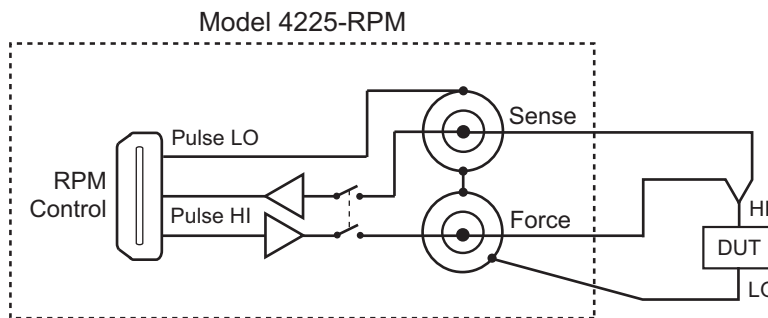 Model 4225-RPM
Sense
Pulse LO
RPM
Control
Pulse HI
Force
HI
DUT
LO